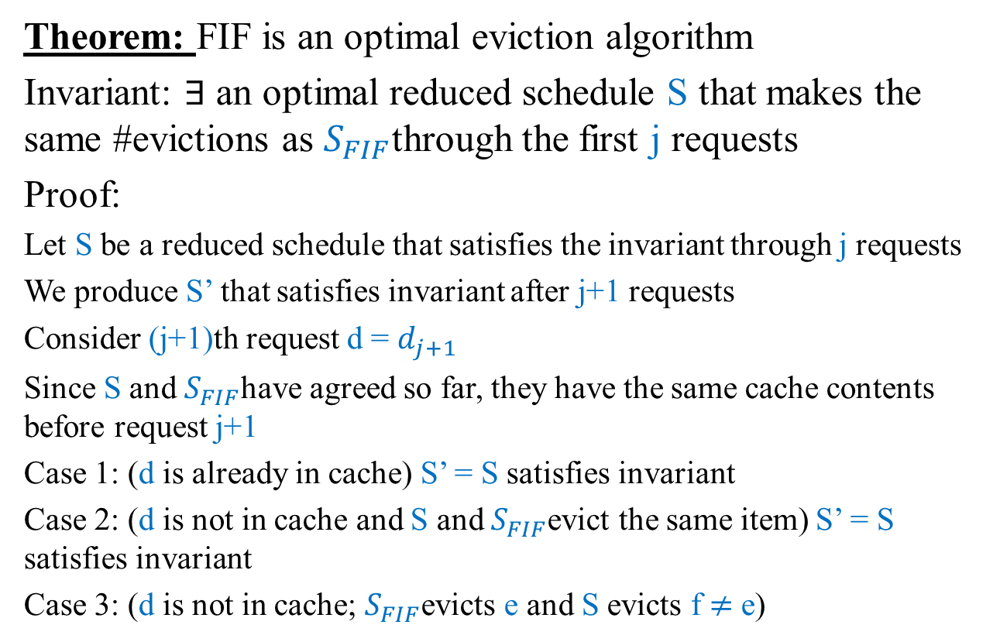 Theorem: FIF is an optimal eviction algorithm
Invariant: ∃ an optimal reduced schedule S that makes the
same #evictions as S_{FIF} through the first j requests
Proof:
Let S be a reduced schedule that satisfies the invariant through j requests
We produce S’ that satisfies invariant after j+1 requests
Consider (j+1)th request d = d_{j+1}
Since S and S_{FIF} have agreed so far, they have the same cache contents
before request j+1
Case 1: (d is already in cache) S’ = S satisfies invariant
Case 2: (d is not in cache and S and S_{FIF} evict the same item) S’ = S
satisfies invariant
Case 3: (d is not in cache; S_{FIF} evicts e and S evicts f ≠ e)